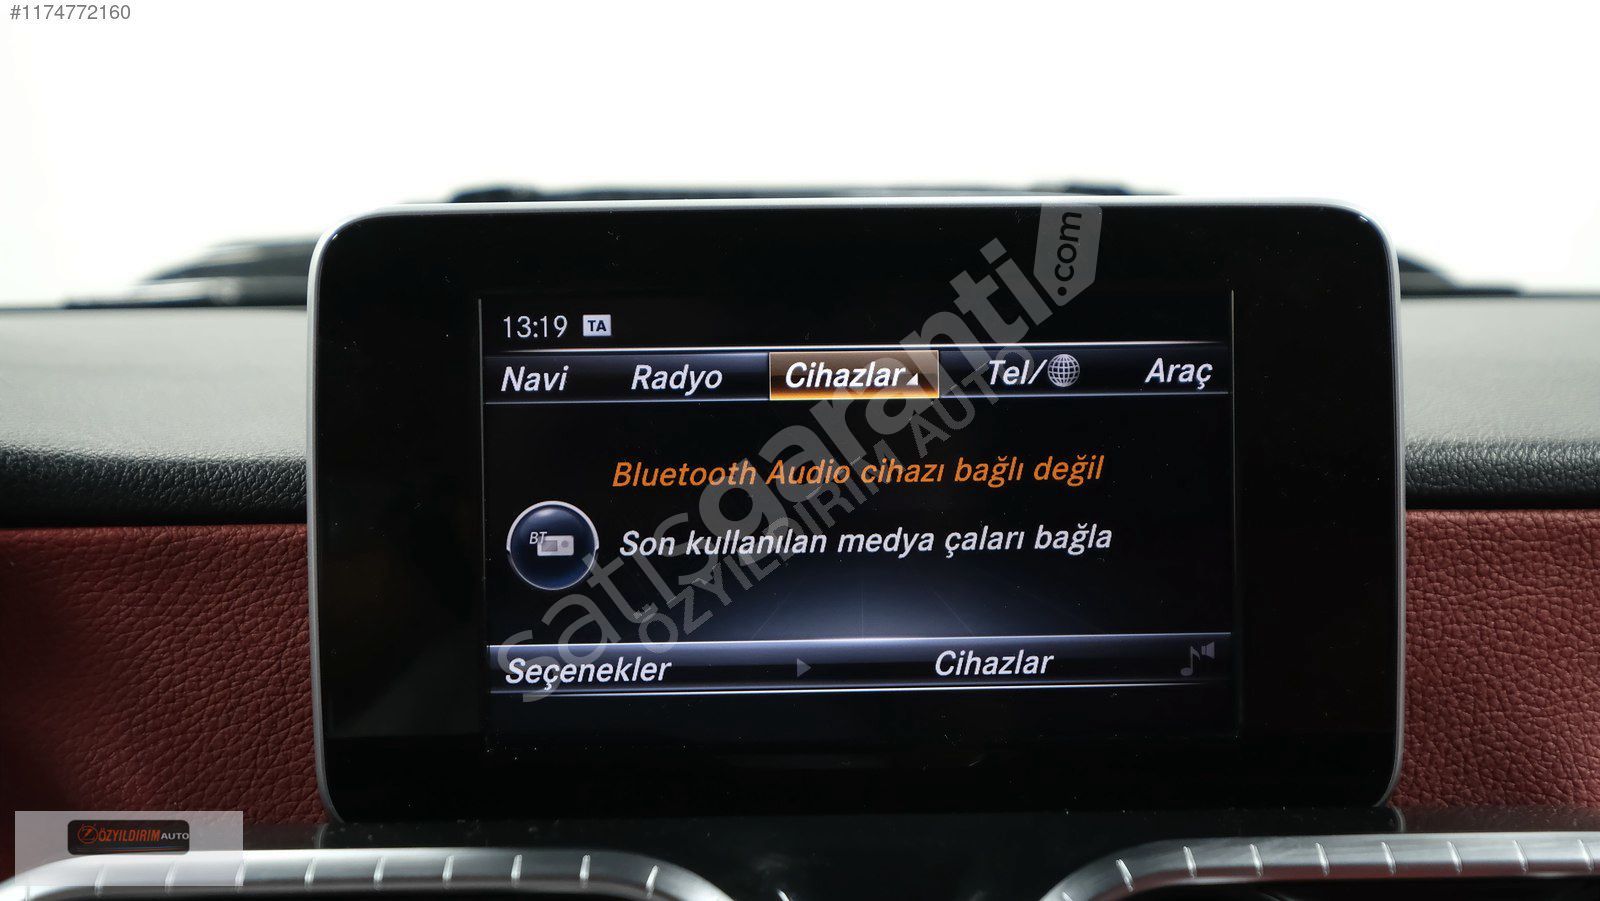 #1174772160
13:19 TA
Navi Radyo Cihazlar Tel/ Araç
Bluetooth Audio cihazı bağlı değil
BT
Son kullanılan medya çaları bağla
Seçenekler Cihazlar
satışgaranti.com
ÖZYILDIRIM AUTO
ÖZYILDIRIM AUTO